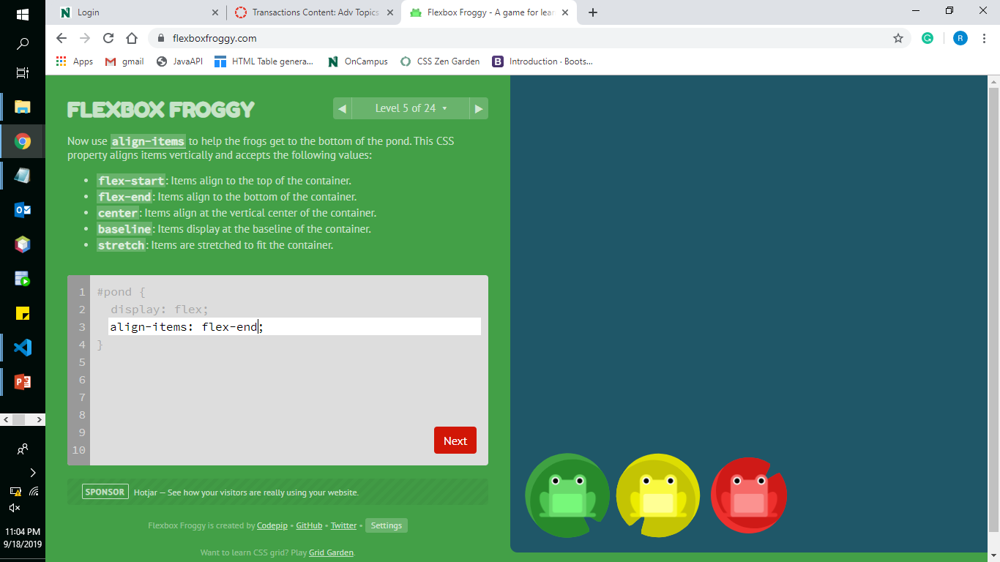 Login
Transactions Content: Adv Topics
Flexbox Froggy - A game for lear
flexboxfroggy.com
R
Apps
gmail
JavaAPI
HTML Table genera...
OnCampus
CSS Zen Garden
Introduction · Boots...
FLEXBOX FROGGY
Level 5 of 24
Now use align-items to help the frogs get to the bottom of the pond. This CSS
property aligns items vertically and accepts the following values:
• flex-start: Items align to the top of the container.
• flex-end: Items align to the bottom of the container.
• center: Items align at the vertical center of the container.
• baseline: Items display at the baseline of the container.
• stretch: Items are stretched to fit the container.
1 #pond {
2 display: flex;
3 align-items: flex-end;
4 }
5
6
7
8
9
10
Next
SPONSOR Hotjar — See how your visitors are really using your website.
Flexbox Froggy is created by Codepip • GitHub • Twitter • Settings
Want to learn CSS grid? Play Grid Garden.
11:04 PM
9/18/2019